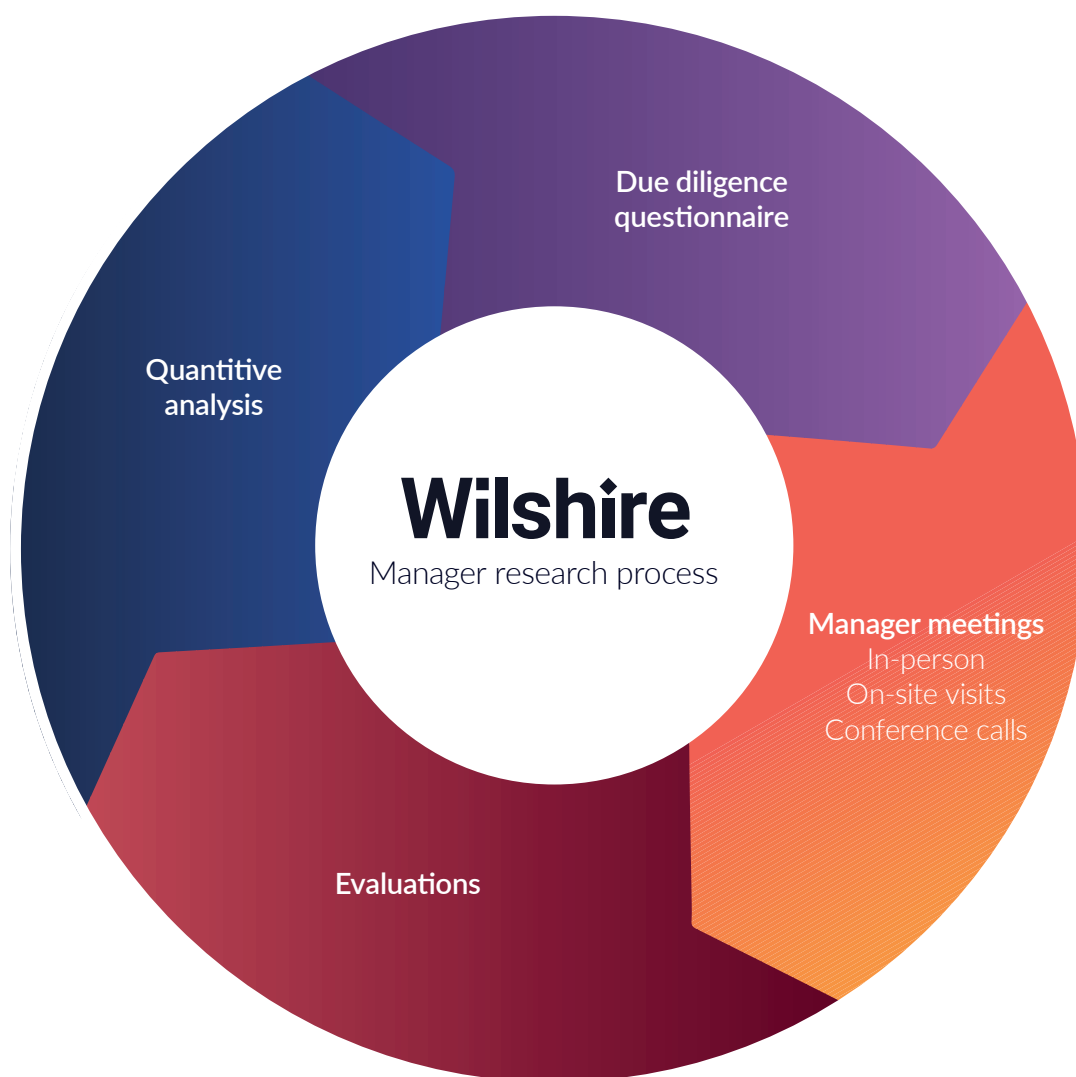 Due diligence
questionnaire
Quantitive
analysis
Wilshire
Manager research process
Manager meetings
In-person
On-site visits
Conference calls
Evaluations